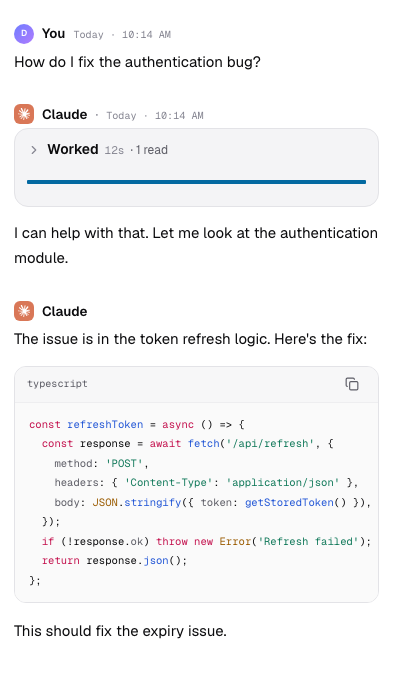 D You Today · 10:14 AM
How do I fix the authentication bug?
Claude · Today · 10:14 AM
Worked 12s · 1 read
I can help with that. Let me look at the authentication
module.
Claude
The issue is in the token refresh logic. Here's the fix:
typescript
const refreshToken = async () => {
  const response = await fetch('/api/refresh', {
    method: 'POST',
    headers: { 'Content-Type': 'application/json' },
    body: JSON.stringify({ token: getStoredToken() }),
  });
  if (!response.ok) throw new Error('Refresh failed');
  return response.json();
};
This should fix the expiry issue.